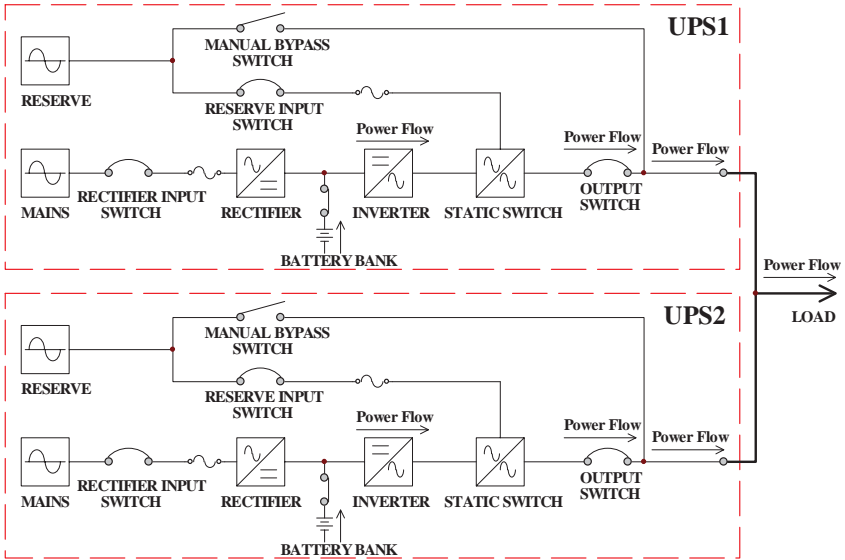 UPS1
MANUAL BYPASS
SWITCH
RESERVE
RESERVE INPUT
SWITCH
Power Flow
Power Flow
Power Flow
MAINS
RECTIFIER INPUT
SWITCH
RECTIFIER
INVERTER
STATIC SWITCH
OUTPUT
SWITCH
BATTERY BANK
Power Flow
LOAD
UPS2
MANUAL BYPASS
SWITCH
RESERVE
RESERVE INPUT
SWITCH
Power Flow
Power Flow
Power Flow
MAINS
RECTIFIER INPUT
SWITCH
RECTIFIER
INVERTER
STATIC SWITCH
OUTPUT
SWITCH
BATTERY BANK